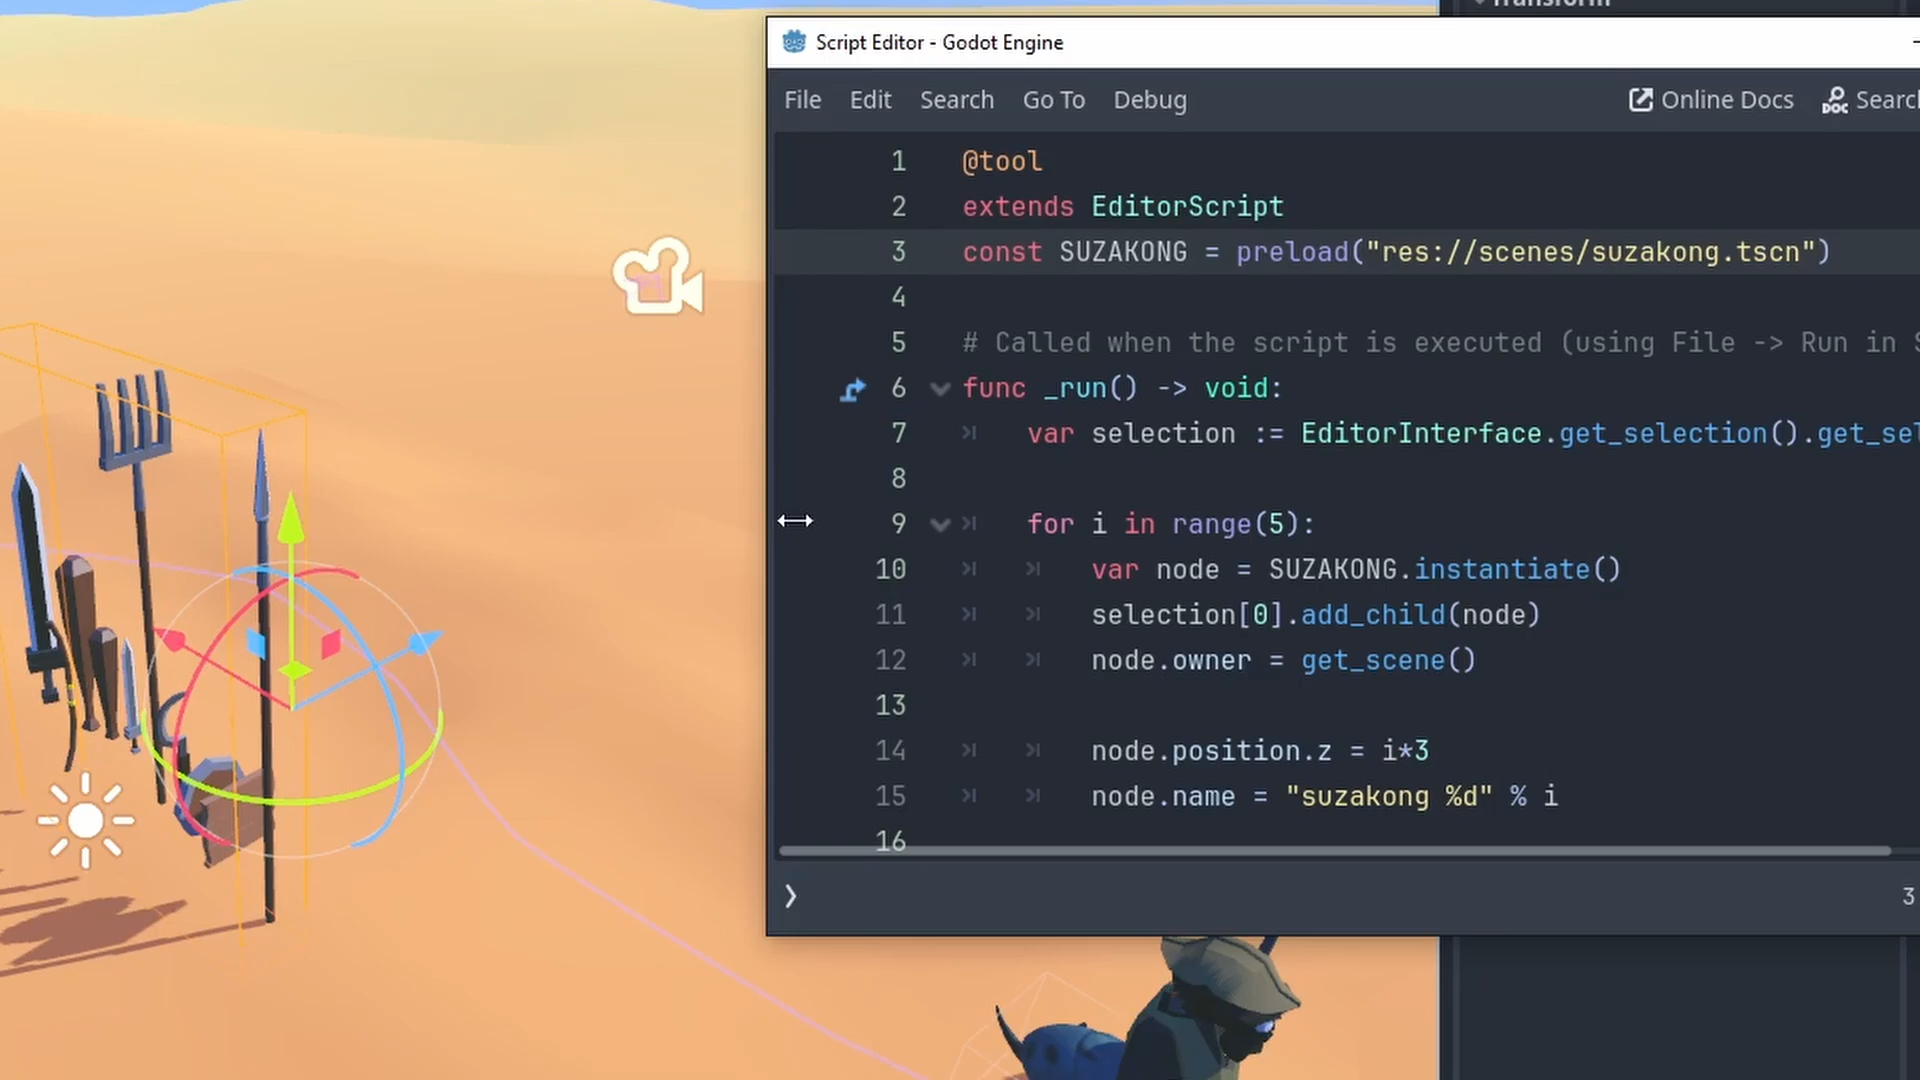 Transform
Script Editor - Godot Engine
File Edit Search Go To Debug Online Docs Search
1 @tool
2 extends EditorScript
3 const SUZAKONG = preload("res://scenes/suzakong.tscn")
4
5 # Called when the script is executed (using File -> Run in S
6 func _run() -> void:
7 var selection := EditorInterface.get_selection().get_sel
8
9 for i in range(5):
10 var node = SUZAKONG.instantiate()
11 selection[0].add_child(node)
12 node.owner = get_scene()
13
14 node.position.z = i*3
15 node.name = "suzakong %d" % i
16
3